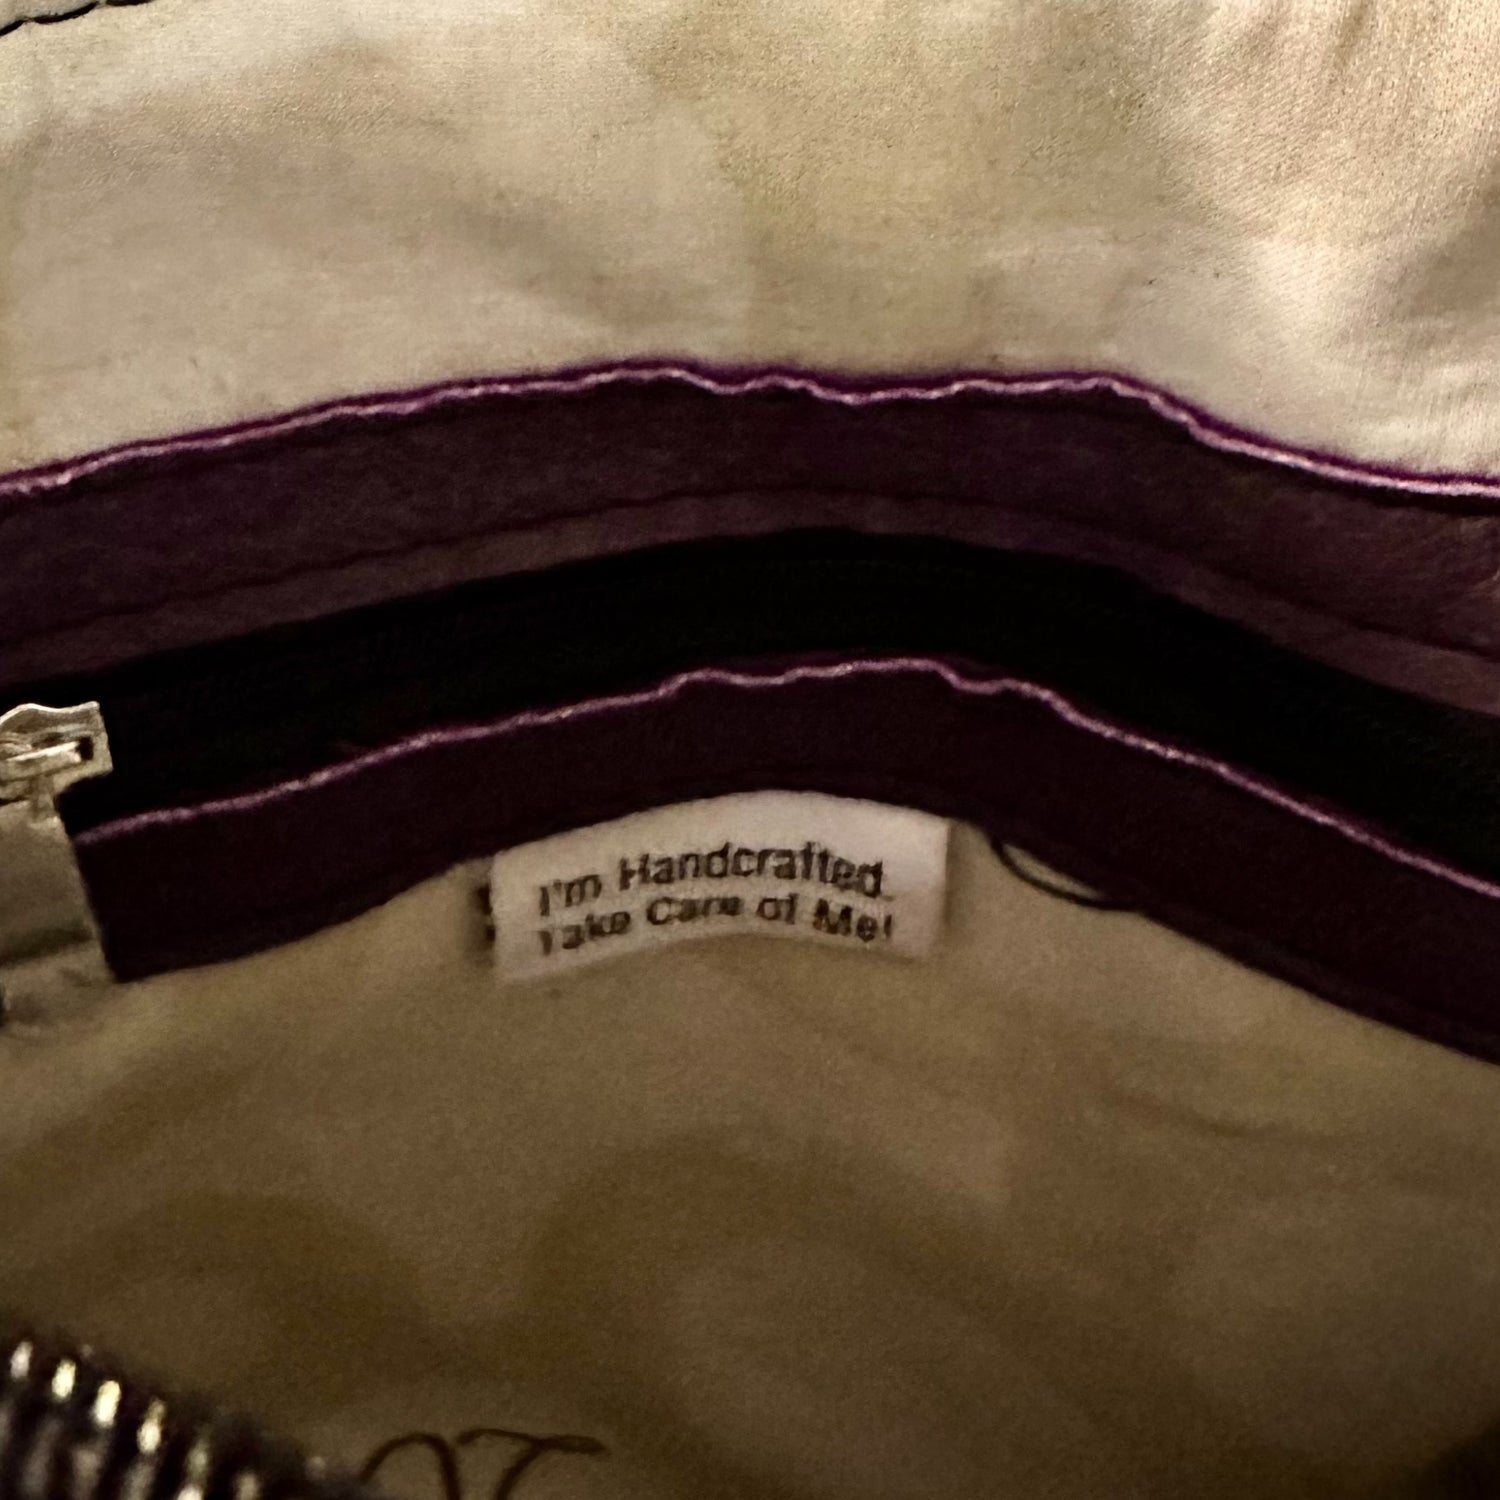 I'm Handcrafted.
Take Care of Me!